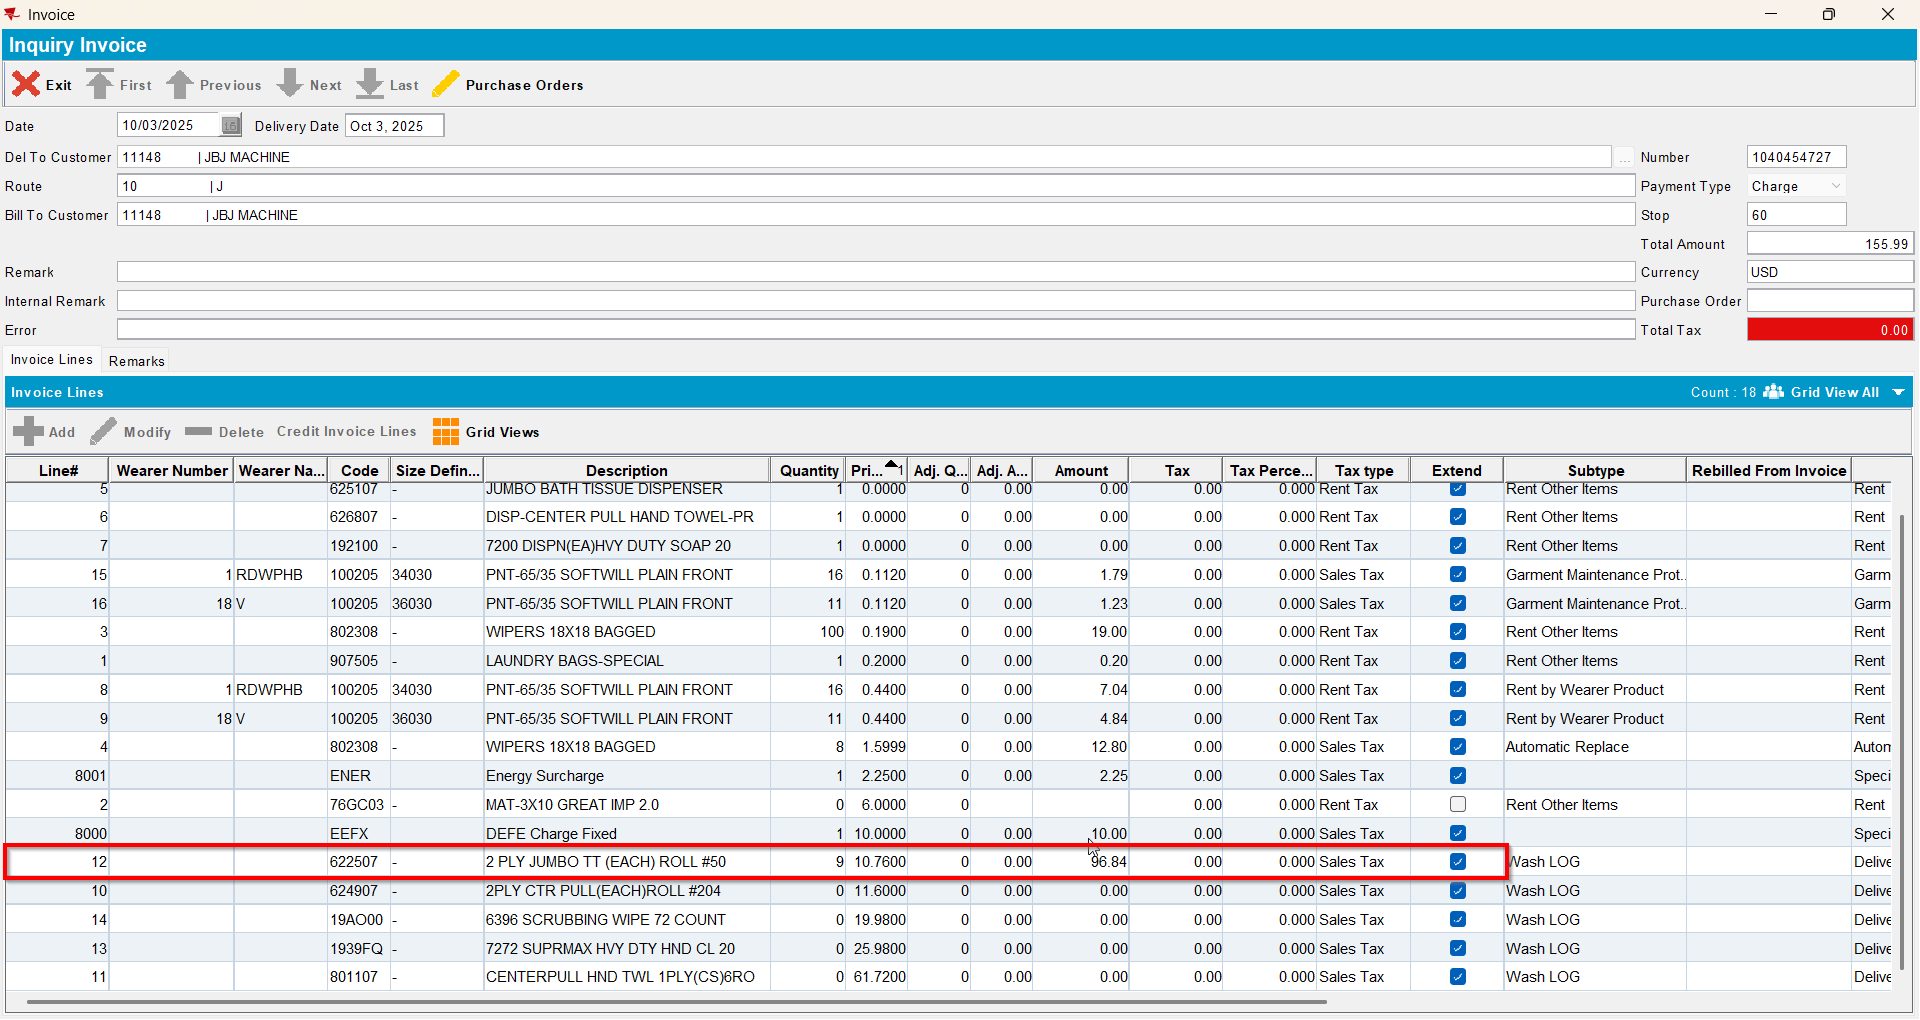 Invoice
Inquiry Invoice
Exit First Previous Next Last Purchase Orders
Date 10/03/2025 Delivery Date Oct 3, 2025
Del To Customer 11148 | JBJ MACHINE ... Number 1040454727
Route 10 | J Payment Type Charge
Bill To Customer 11148 | JBJ MACHINE Stop 60
Total Amount 155.99
Remark Currency USD
Internal Remark Purchase Order
Error Total Tax 0.00
Invoice Lines Remarks
Invoice Lines Count : 18 Grid View All
Add Modify Delete Credit Invoice Lines Grid Views
Line# Wearer Number Wearer Na... Code Size Defin... Description Quantity Pri... 1 Adj. Q... Adj. A... Amount Tax Tax Perce... Tax type Extend Subtype Rebilled From Invoice
5 625107 - JUMBO BATH TISSUE DISPENSER 1 0.0000 0 0.00 0.00 0.00 0.000 Rent Tax Rent Other Items Rent
6 626807 - DISP-CENTER PULL HAND TOWEL-PR 1 0.0000 0 0.00 0.00 0.00 0.000 Rent Tax Rent Other Items Rent
7 192100 - 7200 DISPN(EA)HVY DUTY SOAP 20 1 0.0000 0 0.00 0.00 0.00 0.000 Rent Tax Rent Other Items Rent
15 1 RDWPHB 100205 34030 PNT-65/35 SOFTWILL PLAIN FRONT 16 0.1120 0 0.00 1.79 0.00 0.000 Sales Tax Garment Maintenance Prot.. Garm
16 18 V 100205 36030 PNT-65/35 SOFTWILL PLAIN FRONT 11 0.1120 0 0.00 1.23 0.00 0.000 Sales Tax Garment Maintenance Prot.. Garm
3 802308 - WIPERS 18X18 BAGGED 100 0.1900 0 0.00 19.00 0.00 0.000 Rent Tax Rent Other Items Rent
1 907505 - LAUNDRY BAGS-SPECIAL 1 0.2000 0 0.00 0.20 0.00 0.000 Rent Tax Rent Other Items Rent
8 1 RDWPHB 100205 34030 PNT-65/35 SOFTWILL PLAIN FRONT 16 0.4400 0 0.00 7.04 0.00 0.000 Rent Tax Rent by Wearer Product Rent
9 18 V 100205 36030 PNT-65/35 SOFTWILL PLAIN FRONT 11 0.4400 0 0.00 4.84 0.00 0.000 Rent Tax Rent by Wearer Product Rent
4 802308 - WIPERS 18X18 BAGGED 8 1.5999 0 0.00 12.80 0.00 0.000 Sales Tax Automatic Replace Autom
8001 ENER Energy Surcharge 1 2.2500 0 0.00 2.25 0.00 0.000 Sales Tax Speci
2 76GC03 - MAT-3X10 GREAT IMP 2.0 0 6.0000 0 0.00 0.000 Rent Tax Rent Other Items Rent
8000 EEFX DEFE Charge Fixed 1 10.0000 0 0.00 10.00 0.00 0.000 Sales Tax Speci
12 622507 - 2 PLY JUMBO TT (EACH) ROLL #50 9 10.7600 0 0.00 96.84 0.00 0.000 Sales Tax Wash LOG Delive
10 624907 - 2PLY CTR PULL(EACH)ROLL #204 0 11.6000 0 0.00 0.00 0.00 0.000 Sales Tax Wash LOG Delive
14 19AO00 - 6396 SCRUBBING WIPE 72 COUNT 0 19.9800 0 0.00 0.00 0.00 0.000 Sales Tax Wash LOG Delive
13 1939FQ - 7272 SUPRMAX HVY DTY HND CL 20 0 25.9800 0 0.00 0.00 0.00 0.000 Sales Tax Wash LOG Delive
11 801107 - CENTERPULL HND TWL 1PLY(CS)6RO 0 61.7200 0 0.00 0.00 0.00 0.000 Sales Tax Wash LOG Delive